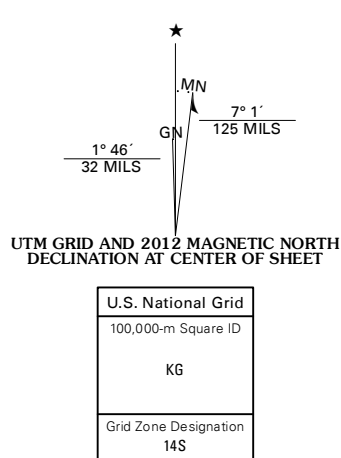 ★
MN
7° 1´
125 MILS
GN
1° 46´
32 MILS
UTM GRID AND 2012 MAGNETIC NORTH
DECLINATION AT CENTER OF SHEET
U.S. National Grid
100,000-m Square ID
KG
Grid Zone Designation
14S